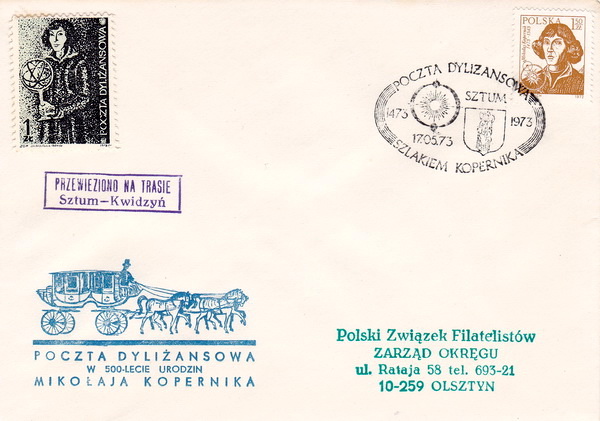 POCZTA DYLIŻANSOWA
1 ZŁ
POLSKA 1,50 ZŁ
POCZTA DYLIŻANSOWA
SZTUM
1473 1973
17.05.73
SZLAKIEM KOPERNIKA
PRZEWIEZIONO NA TRASIE
Sztum—Kwidzyń
POCZTA DYLIŻANSOWA
W 500-LECIE URODZIN
MIKOŁAJA KOPERNIKA
Polski Związek Filatelistów
ZARZĄD OKRĘGU
ul. Rataja 58 tel. 693-21
10-259 OLSZTYN